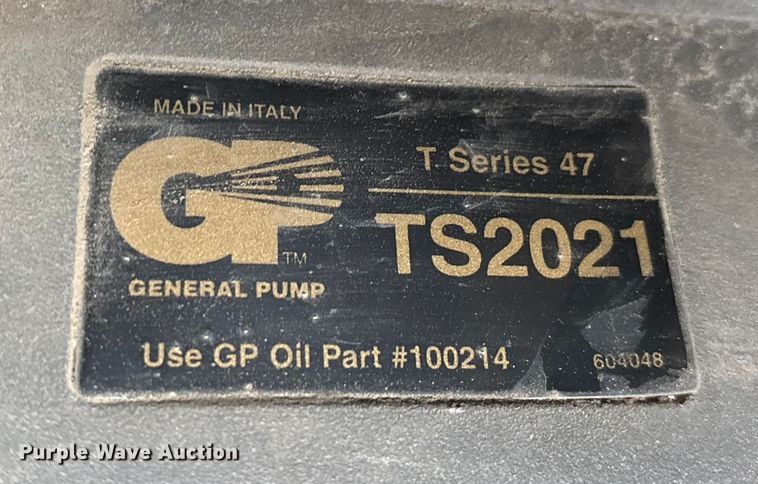 MADE IN ITALY
GP
TM
GENERAL PUMP
T Series 47
TS2021
Use GP Oil Part #100214
604048
Purple Wave Auction